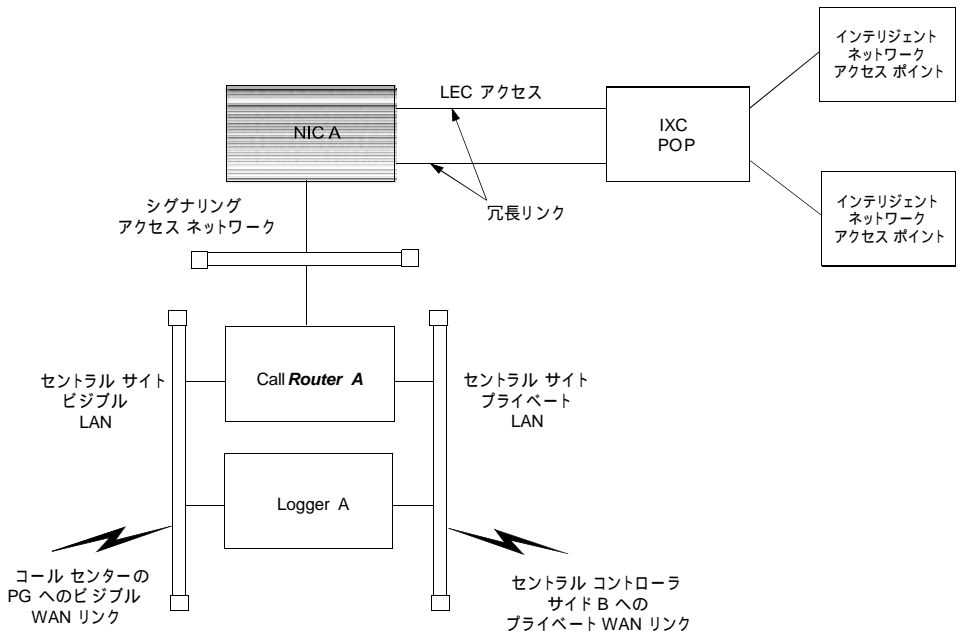 インテリジェント
ネットワーク
アクセス ポイント
LEC アクセス
NIC A
IXC
POP
冗長リンク
シグナリング
アクセス ネットワーク
インテリジェント
ネットワーク
アクセス ポイント
セントラル サイト
ビジブル
LAN
CallRouter A
セントラル サイト
プライベート
LAN
Logger A
コール センターの
PG へのビジブル
WAN リンク
セントラル コントローラ
サイド B への
プライベート WAN リンク